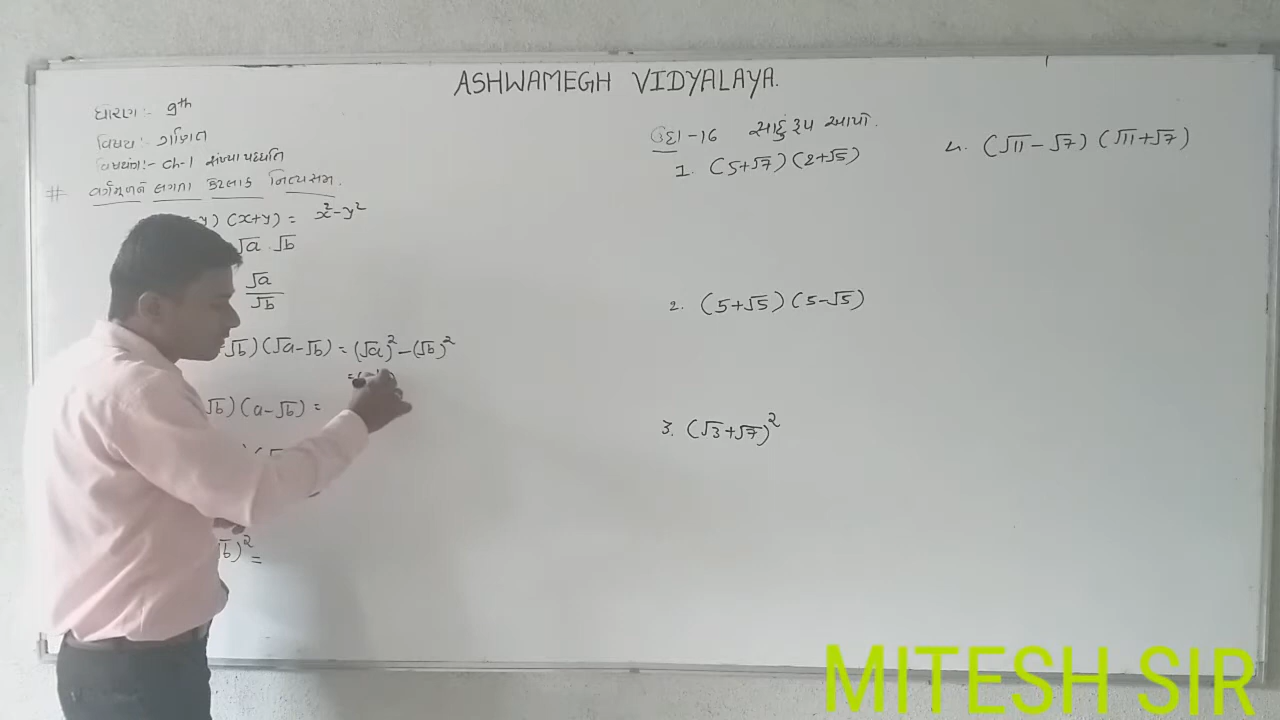 ASHWAMEGH VIDYALAYA.
ધોરણ :- 9th
વિષય :- ગણિત
વિષયાંગ :- ch-1 સંખ્યા પદ્ધતિ
# વર્ગમૂળને લગતા કેટલાક નિત્યસમ.
y) (x+y) = x²-y²
√a . √b
√a
√b
√b) (√a-√b) = (√a)² - (√b)²
=
√b) (a-√b) =
√b)² =
ઉદા-16 સાદું રૂપ આપો.
1. (5+√7) (2+√5)
2. (5+√5) (5-√5)
3. (√3+√7)²
4. (√11-√7) (√11+√7)
MITESH SIR